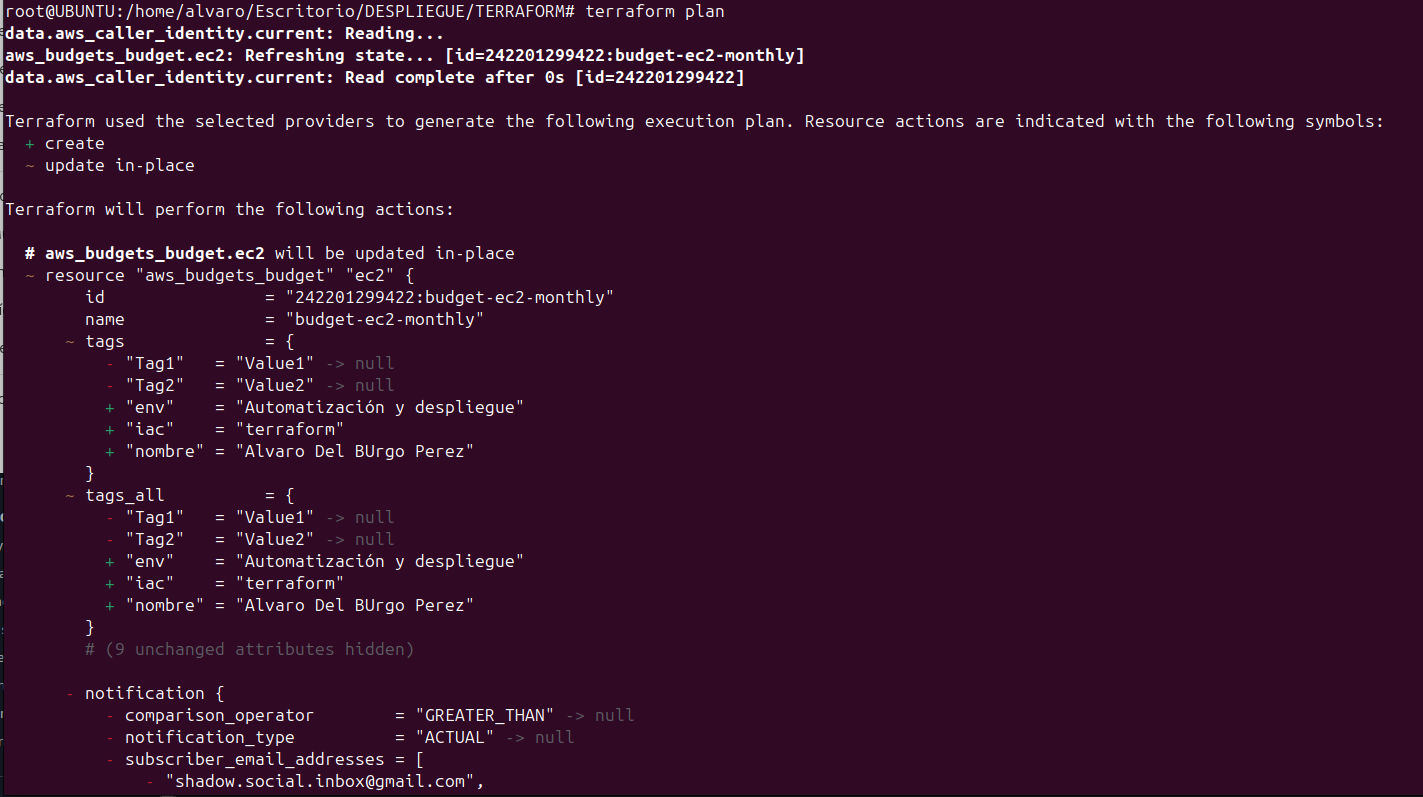 root@UBUNTU:/home/alvaro/Escritorio/DESPLIEGUE/TERRAFORM# terraform plan
data.aws_caller_identity.current: Reading...
aws_budgets_budget.ec2: Refreshing state... [id=242201299422:budget-ec2-monthly]
data.aws_caller_identity.current: Read complete after 0s [id=242201299422]

Terraform used the selected providers to generate the following execution plan. Resource actions are indicated with the following symbols:
  + create
  ~ update in-place

Terraform will perform the following actions:

  # aws_budgets_budget.ec2 will be updated in-place
  ~ resource "aws_budgets_budget" "ec2" {
        id                = "242201299422:budget-ec2-monthly"
        name              = "budget-ec2-monthly"
      ~ tags              = {
          - "Tag1"   = "Value1" -> null
          - "Tag2"   = "Value2" -> null
          + "env"    = "Automatización y despliegue"
          + "iac"    = "terraform"
          + "nombre" = "Alvaro Del BUrgo Perez"
        }
      ~ tags_all          = {
          - "Tag1"   = "Value1" -> null
          - "Tag2"   = "Value2" -> null
          + "env"    = "Automatización y despliegue"
          + "iac"    = "terraform"
          + "nombre" = "Alvaro Del BUrgo Perez"
        }
        # (9 unchanged attributes hidden)

      - notification {
          - comparison_operator        = "GREATER_THAN" -> null
          - notification_type          = "ACTUAL" -> null
          - subscriber_email_addresses = [
              - "shadow.social.inbox@gmail.com",